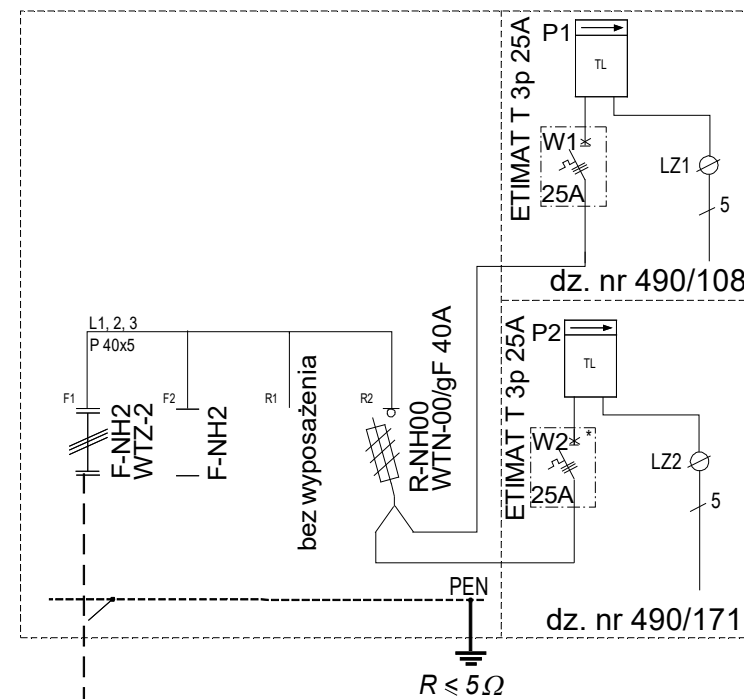 ETIMAT T 3p 25A
P1
TL
W1
25A
LZ1
5
dz. nr 490/108
L1, 2, 3
P 40x5
F1
F-NH2
WTZ-2
F2
F-NH2
R1
bez wyposażenia
R2
R-NH00
WTN-00/gF 40A
ETIMAT T 3p 25A
P2
TL
W2 *
25A
LZ2
5
dz. nr 490/171
PEN
R ≤ 5Ω